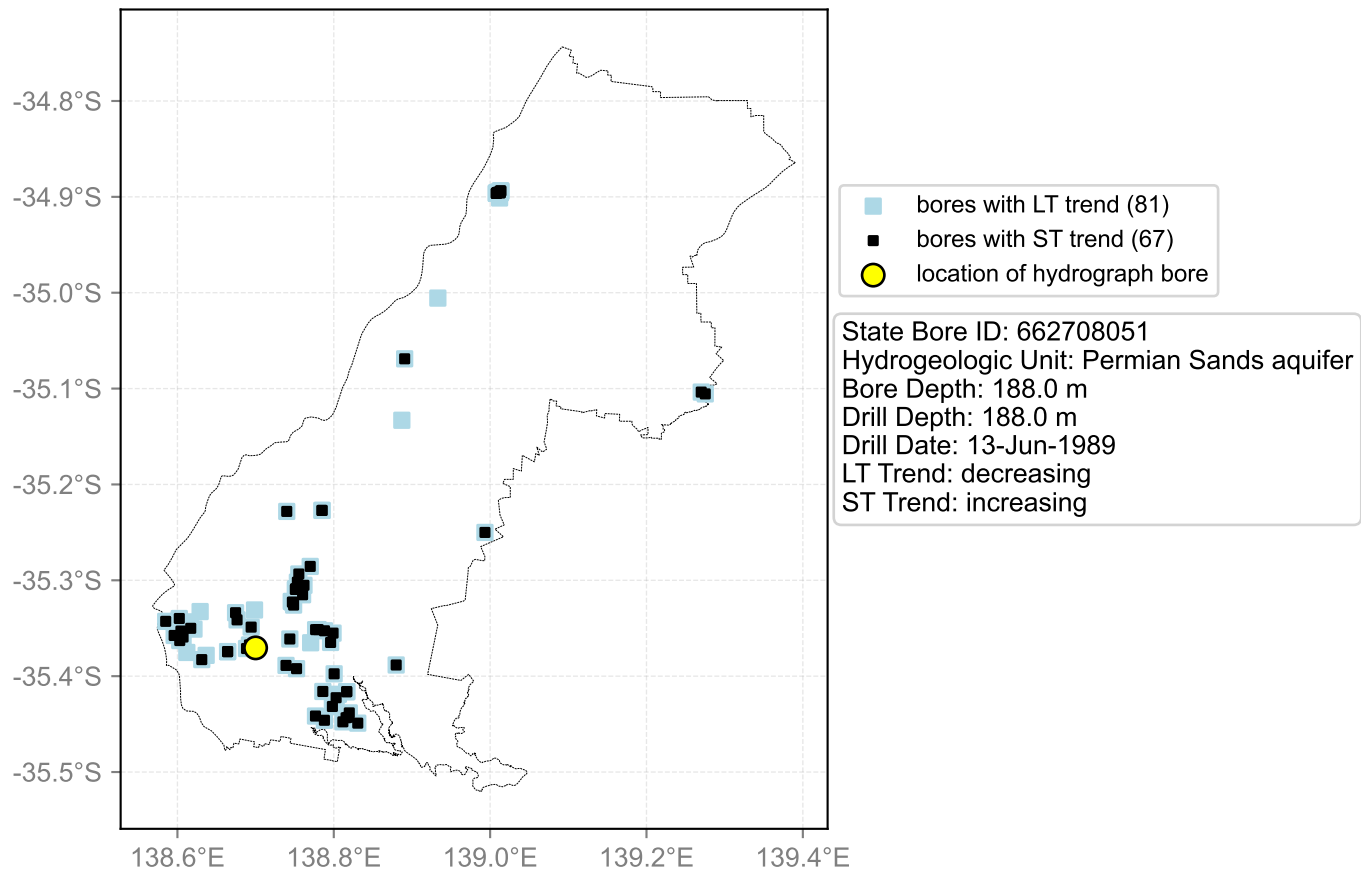 -34.8°S
-34.9°S
-35.0°S
-35.1°S
-35.2°S
-35.3°S
-35.4°S
-35.5°S
138.6°E
138.8°E
139.0°E
139.2°E
139.4°E
bores with LT trend (81)
bores with ST trend (67)
location of hydrograph bore
State Bore ID: 662708051
Hydrogeologic Unit: Permian Sands aquifer
Bore Depth: 188.0 m
Drill Depth: 188.0 m
Drill Date: 13-Jun-1989
LT Trend: decreasing
ST Trend: increasing